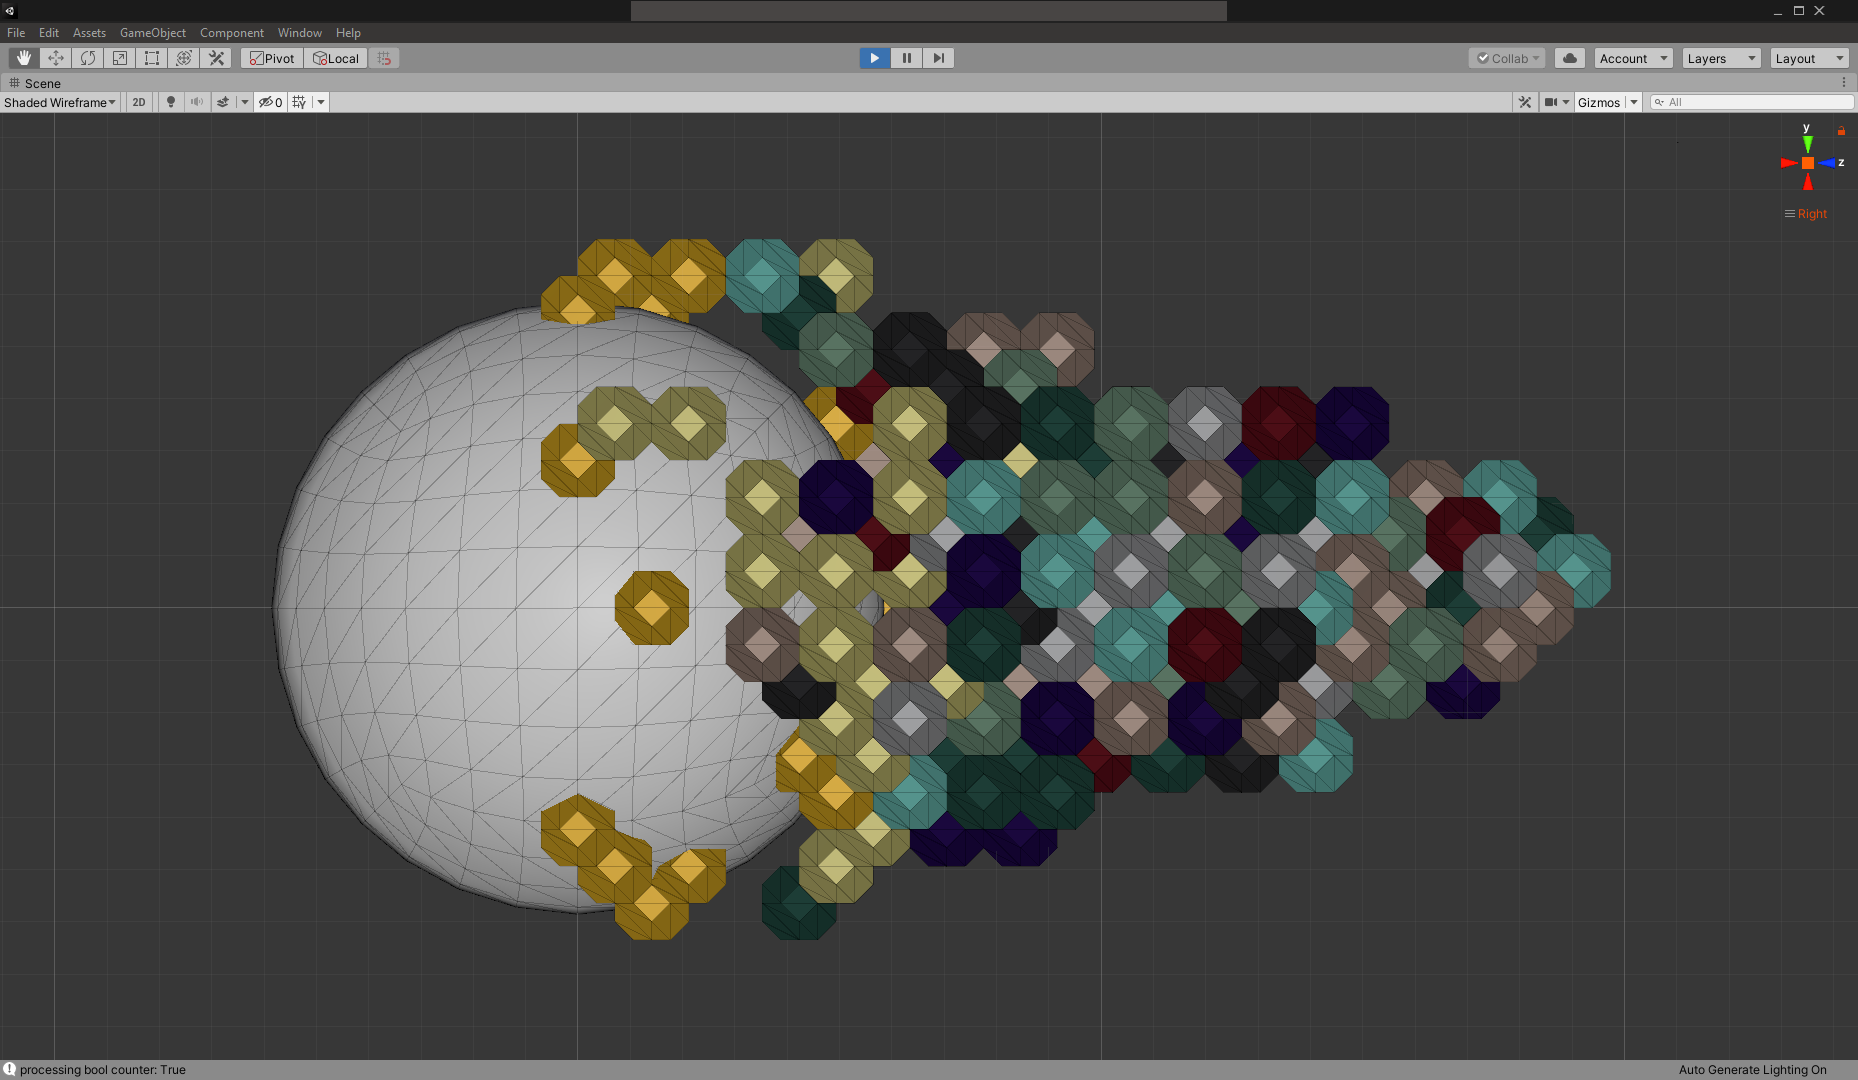 File Edit Assets GameObject Component Window Help
Pivot Local Collab Account Layers Layout
Scene
Shaded Wireframe 2D 0 Gizmos All
y
z
Right
processing bool counter: True Auto Generate Lighting On